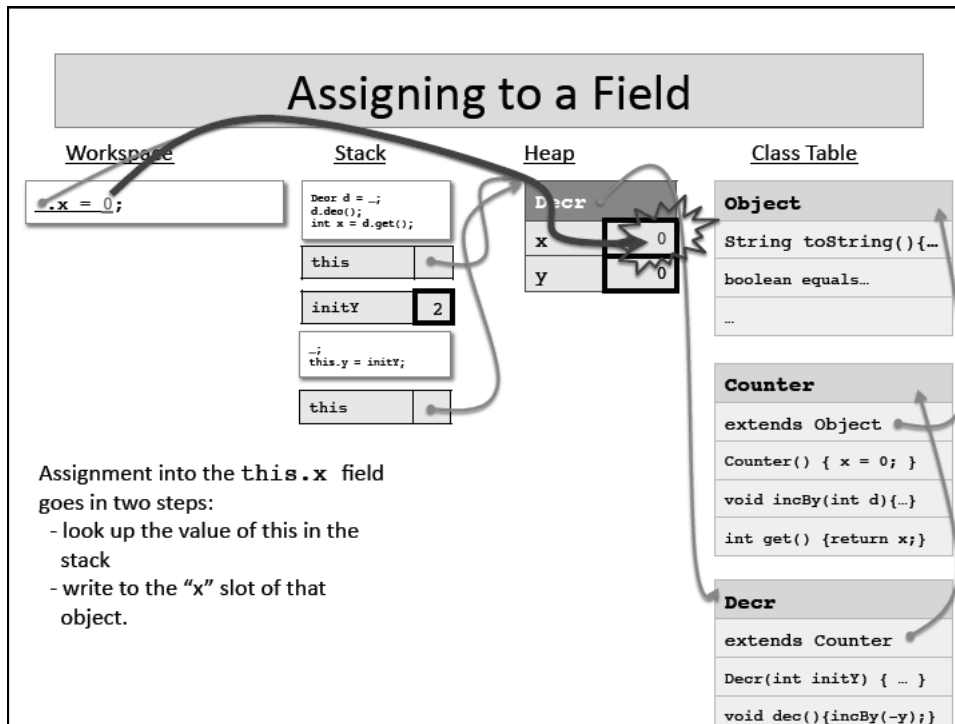 Assigning to a Field
Workspace
Stack
Heap
Class Table
.x = 0;
Decr d = _;
d.dec();
int x = d.get();
this
initY 2
_;
this.y = initY;
this
Decr
x 0
y 0
Object
String toString(){…
boolean equals…
…
Counter
extends Object
Counter() { x = 0; }
void incBy(int d){…}
int get() {return x;}
Decr
extends Counter
Decr(int initY) { … }
void dec(){incBy(-y);}
Assignment into the this.x field
goes in two steps:
- look up the value of this in the
stack
- write to the “x” slot of that
object.